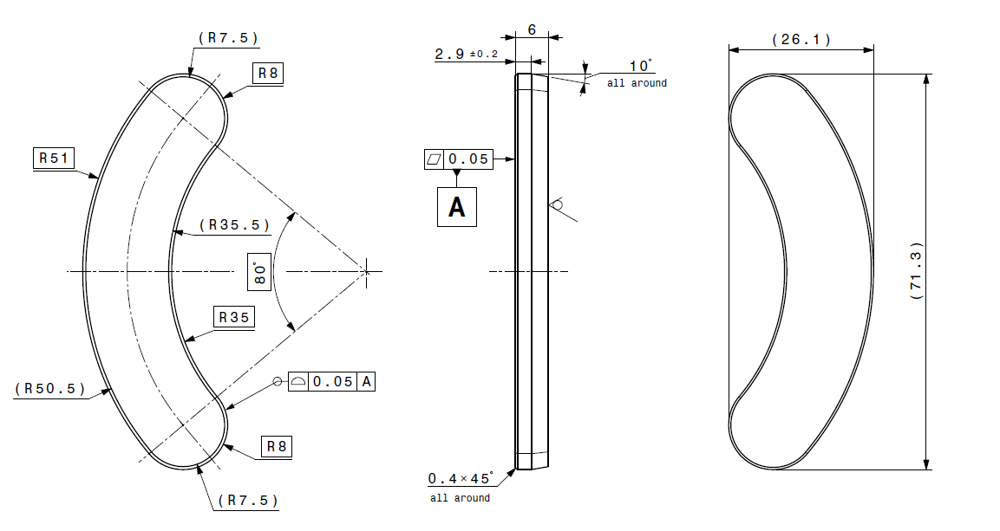 (R7.5)
R8
R51
(R35.5)
80°
R35
(R50.5)
0.05 A
R8
(R7.5)
6
2.9 ±0.2
10°
all around
0.05
A
0.4×45°
all around
(26.1)
(71.3)